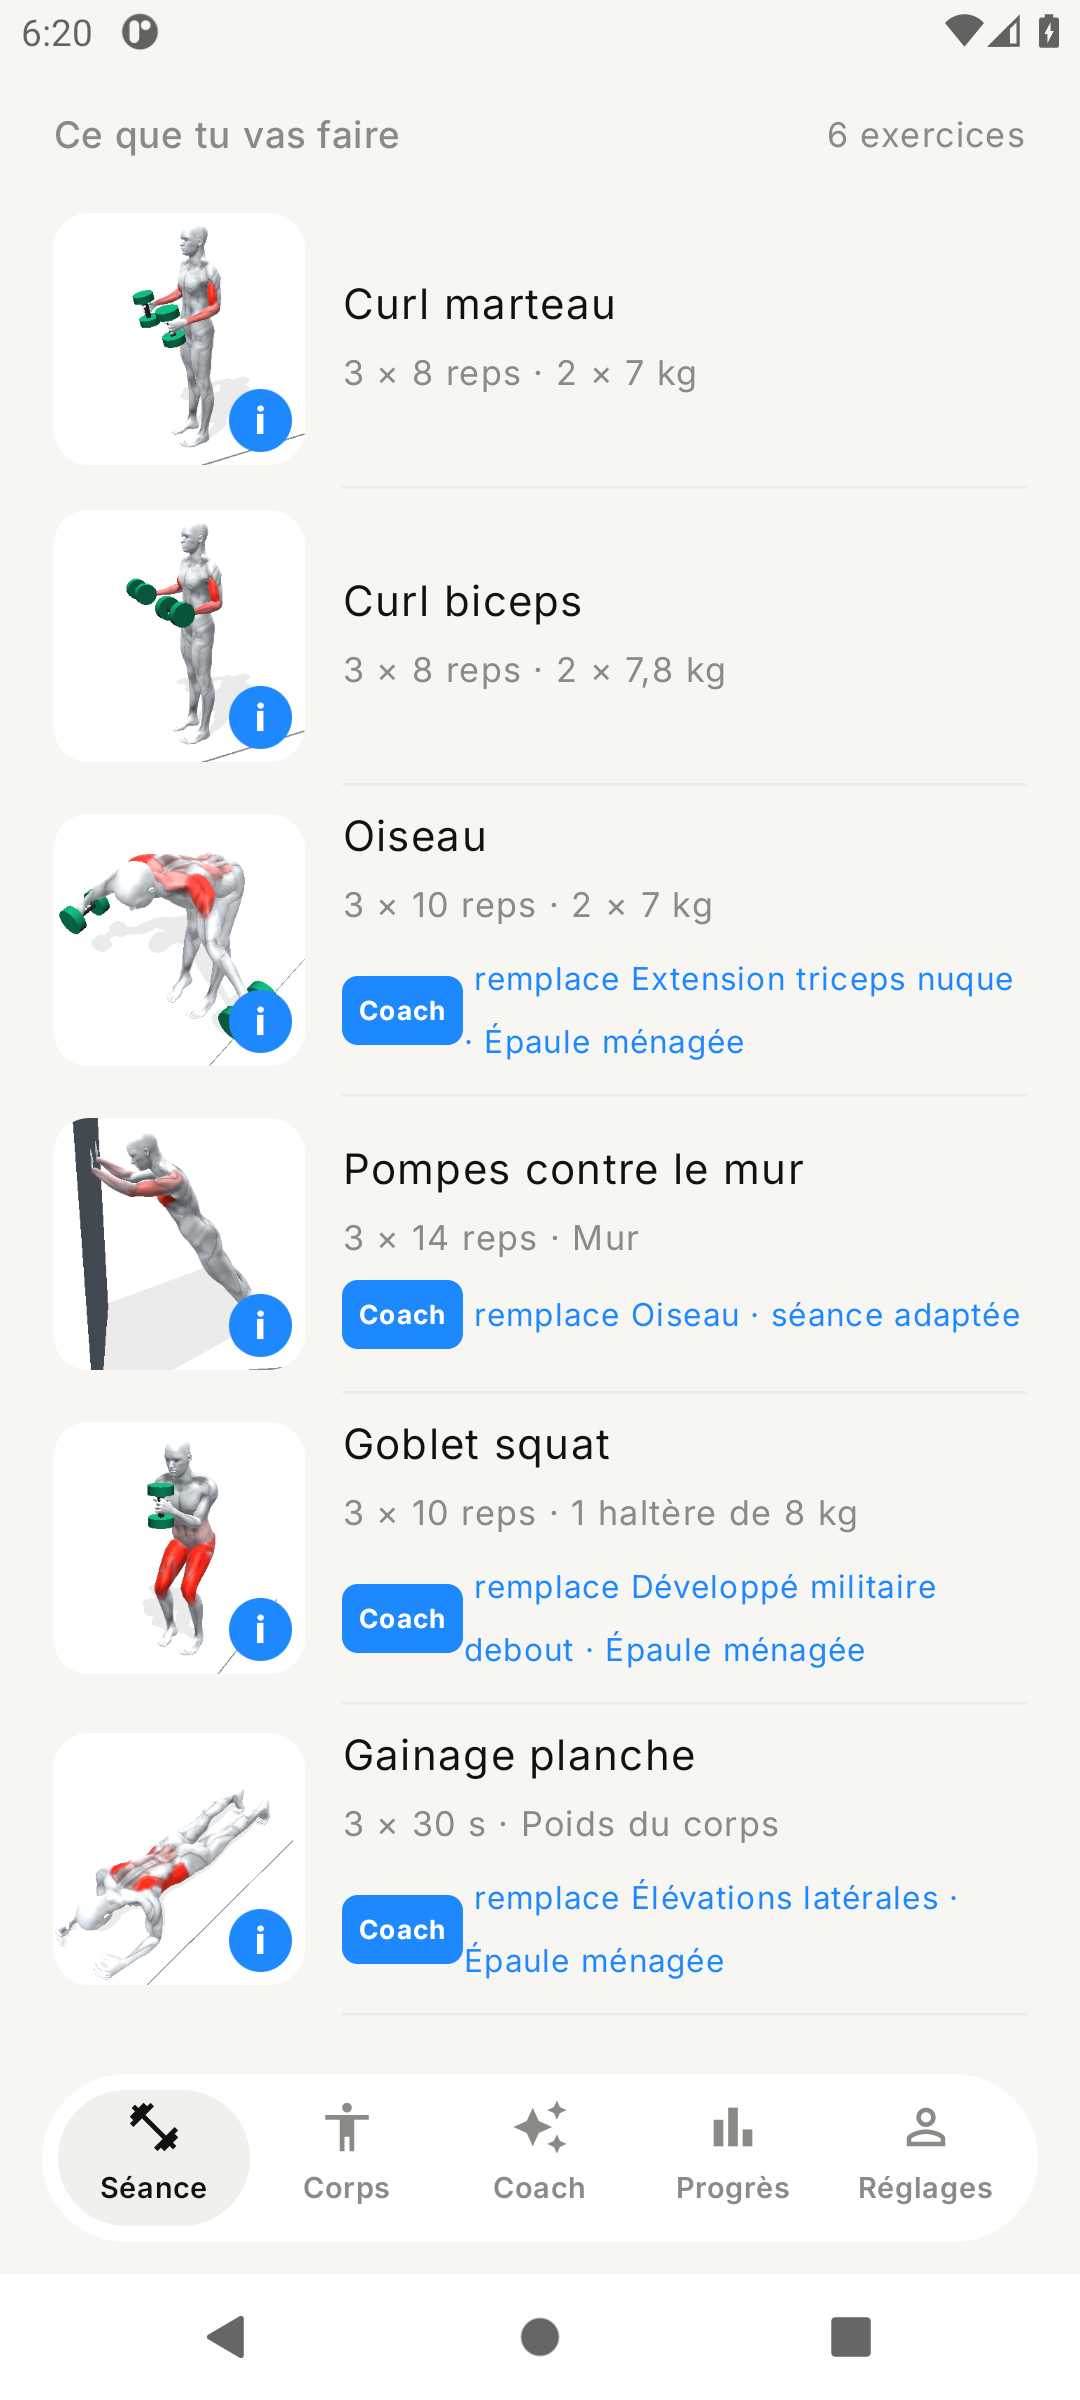 6:20
Ce que tu vas faire
6 exercices
Curl marteau
3 × 8 reps · 2 × 7 kg
i
Curl biceps
3 × 8 reps · 2 × 7,8 kg
i
Oiseau
3 × 10 reps · 2 × 7 kg
Coach remplace Extension triceps nuque
· Épaule ménagée
i
Pompes contre le mur
3 × 14 reps · Mur
Coach remplace Oiseau · séance adaptée
i
Goblet squat
3 × 10 reps · 1 haltère de 8 kg
Coach remplace Développé militaire
debout · Épaule ménagée
i
Gainage planche
3 × 30 s · Poids du corps
Coach remplace Élévations latérales ·
Épaule ménagée
i
Séance
Corps
Coach
Progrès
Réglages